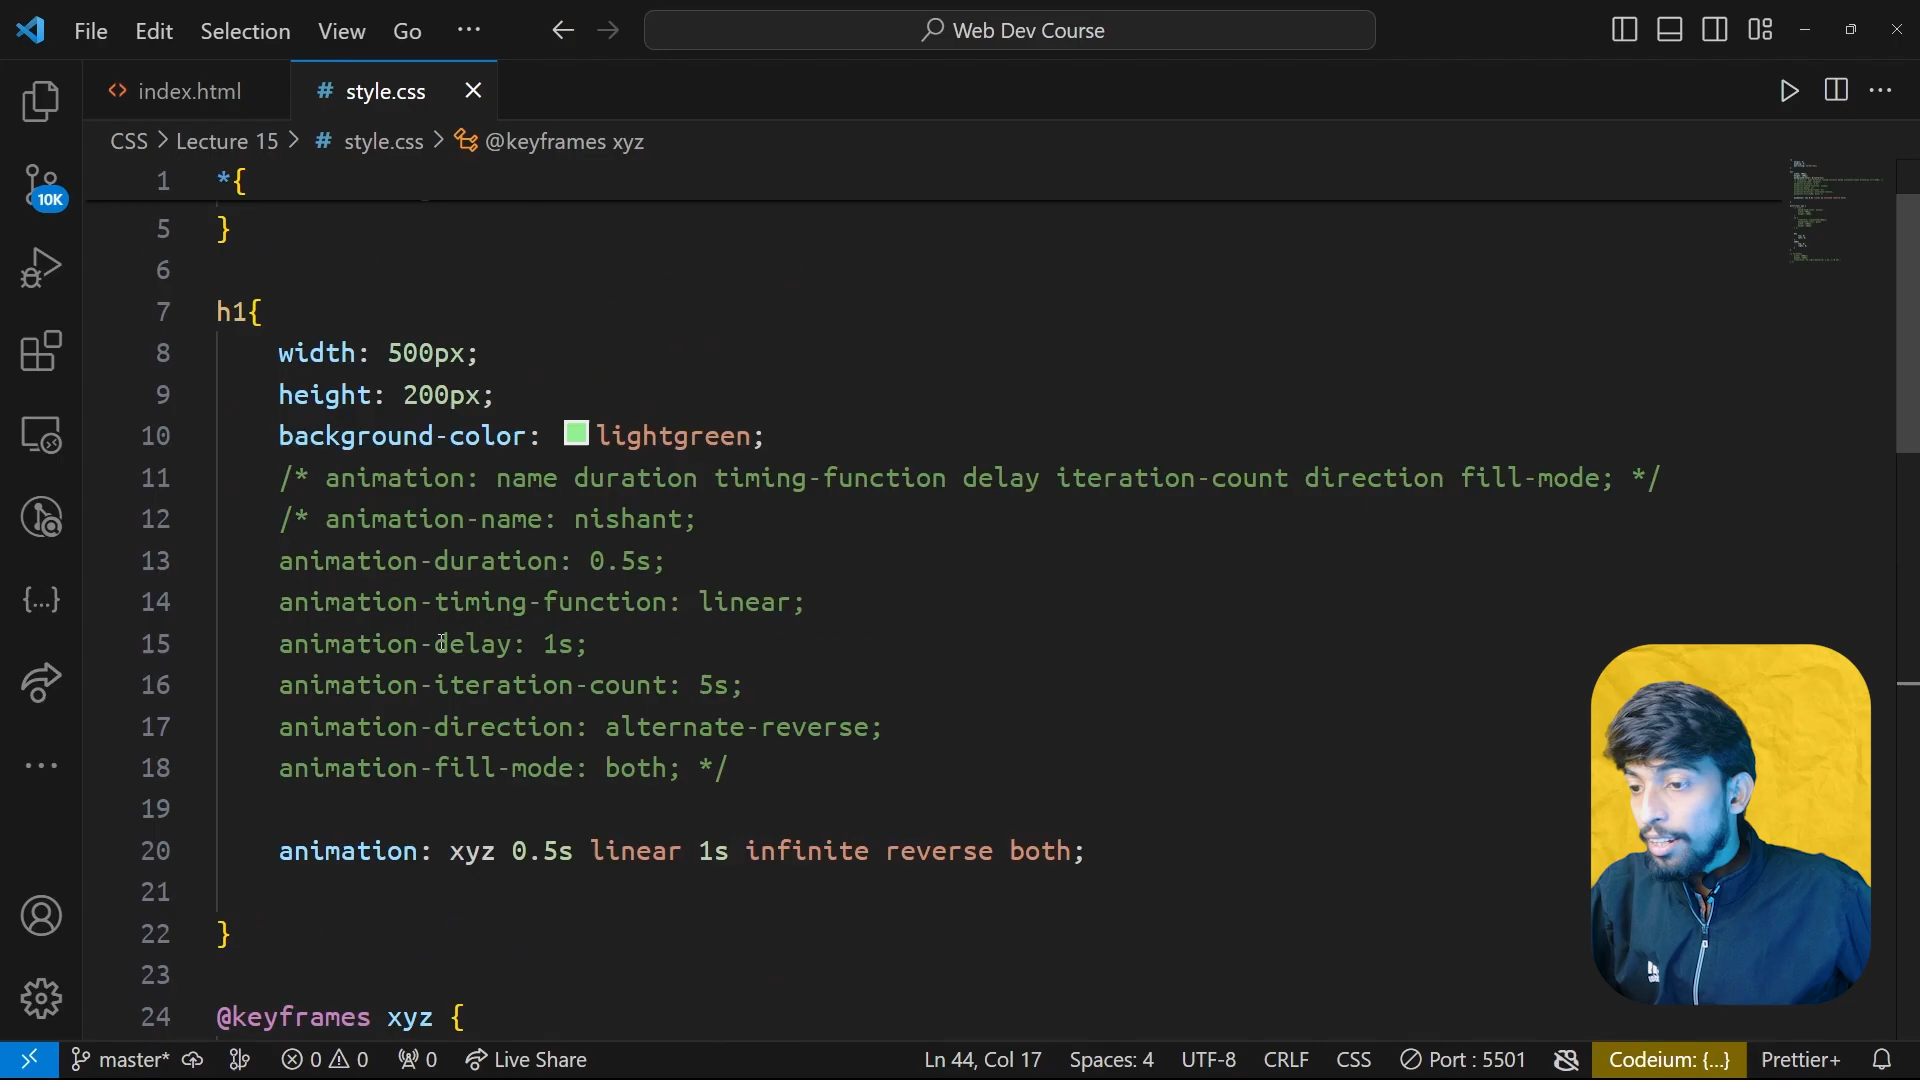 File Edit Selection View Go ··· Web Dev Course
index.html # style.css
CSS > Lecture 15 > # style.css > @keyframes xyz
1 *{
5 }
6
7 h1{
8 width: 500px;
9 height: 200px;
10 background-color: lightgreen;
11 /* animation: name duration timing-function delay iteration-count direction fill-mode; */
12 /* animation-name: nishant;
13 animation-duration: 0.5s;
14 animation-timing-function: linear;
15 animation-delay: 1s;
16 animation-iteration-count: 5s;
17 animation-direction: alternate-reverse;
18 animation-fill-mode: both; */
19
20 animation: xyz 0.5s linear 1s infinite reverse both;
21
22 }
23
24 @keyframes xyz {
10K
master* 0 0 0 Live Share Ln 44, Col 17 Spaces: 4 UTF-8 CRLF CSS Port : 5501 Codeium: {...} Prettier+